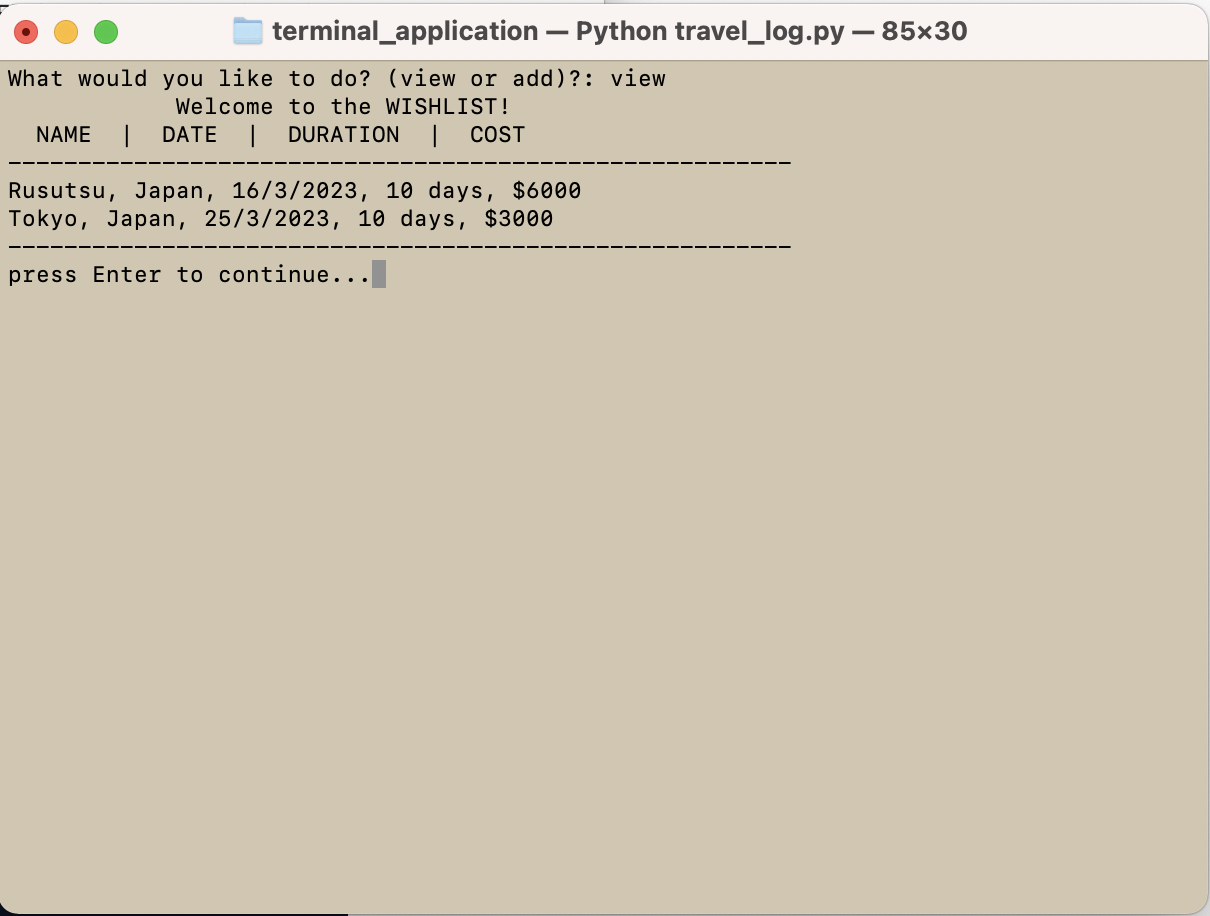 terminal_application — Python travel_log.py — 85×30
What would you like to do? (view or add)?: view
Welcome to the WISHLIST!
NAME | DATE | DURATION | COST
--------------------------------------------------------
Rusutsu, Japan, 16/3/2023, 10 days, $6000
Tokyo, Japan, 25/3/2023, 10 days, $3000
--------------------------------------------------------
press Enter to continue...